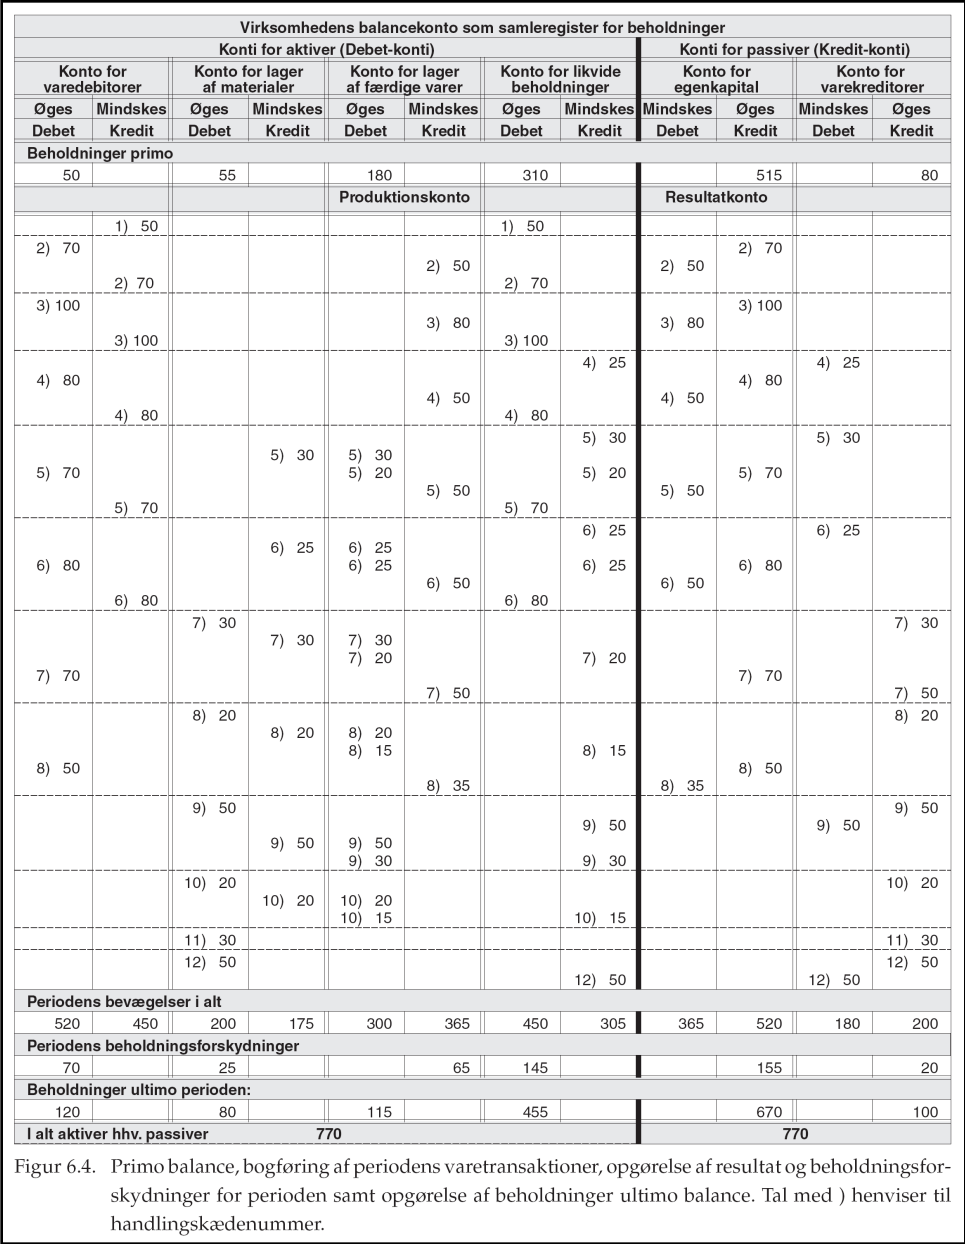 Virksomhedens balancekonto som samleregister for beholdninger
Konti for aktiver (Debet-konti) Konti for passiver (Kredit-konti)
Konto for varedebitorer Konto for lager af materialer Konto for lager af færdige varer Konto for likvide beholdninger Konto for egenkapital Konto for varekreditorer
Øges Mindskes Øges Mindskes Øges Mindskes Øges Mindskes Mindskes Øges Mindskes Øges
Debet Kredit Debet Kredit Debet Kredit Debet Kredit Debet Kredit Debet Kredit
Beholdninger primo
50 55 180 310 515 80
Produktionskonto Resultatkonto
1) 50 1) 50
2) 70 2) 70
2) 50 2) 50
2) 70 2) 70
3) 100 3) 100
3) 80 3) 80
3) 100 3) 100
4) 25 4) 25
4) 80 4) 80
4) 50 4) 50
4) 80 4) 80
5) 30 5) 30
5) 30 5) 30
5) 70 5) 20 5) 20 5) 70
5) 50 5) 50
5) 70 5) 70
6) 25 6) 25
6) 25 6) 25
6) 80 6) 25 6) 25 6) 80
6) 50 6) 50
6) 80 6) 80
7) 30 7) 30
7) 30 7) 30
7) 20 7) 20
7) 70 7) 70
7) 50 7) 50
8) 20 8) 20
8) 20 8) 20
8) 15 8) 15
8) 50 8) 50
8) 35 8) 35
9) 50 9) 50
9) 50 9) 50
9) 50 9) 50
9) 30 9) 30
10) 20 10) 20
10) 20 10) 20
10) 15 10) 15
11) 30 11) 30
12) 50 12) 50
12) 50 12) 50
Periodens bevægelser i alt
520 450 200 175 300 365 450 305 365 520 180 200
Periodens beholdningsforskydninger
70 25 65 145 155 20
Beholdninger ultimo perioden:
120 80 115 455 670 100
I alt aktiver hhv. passiver 770 770
Figur 6.4. Primo balance, bogføring af periodens varetransaktioner, opgørelse af resultat og beholdningsfor-
skydninger for perioden samt opgørelse af beholdninger ultimo balance. Tal med ) henviser til
handlingskædenummer.